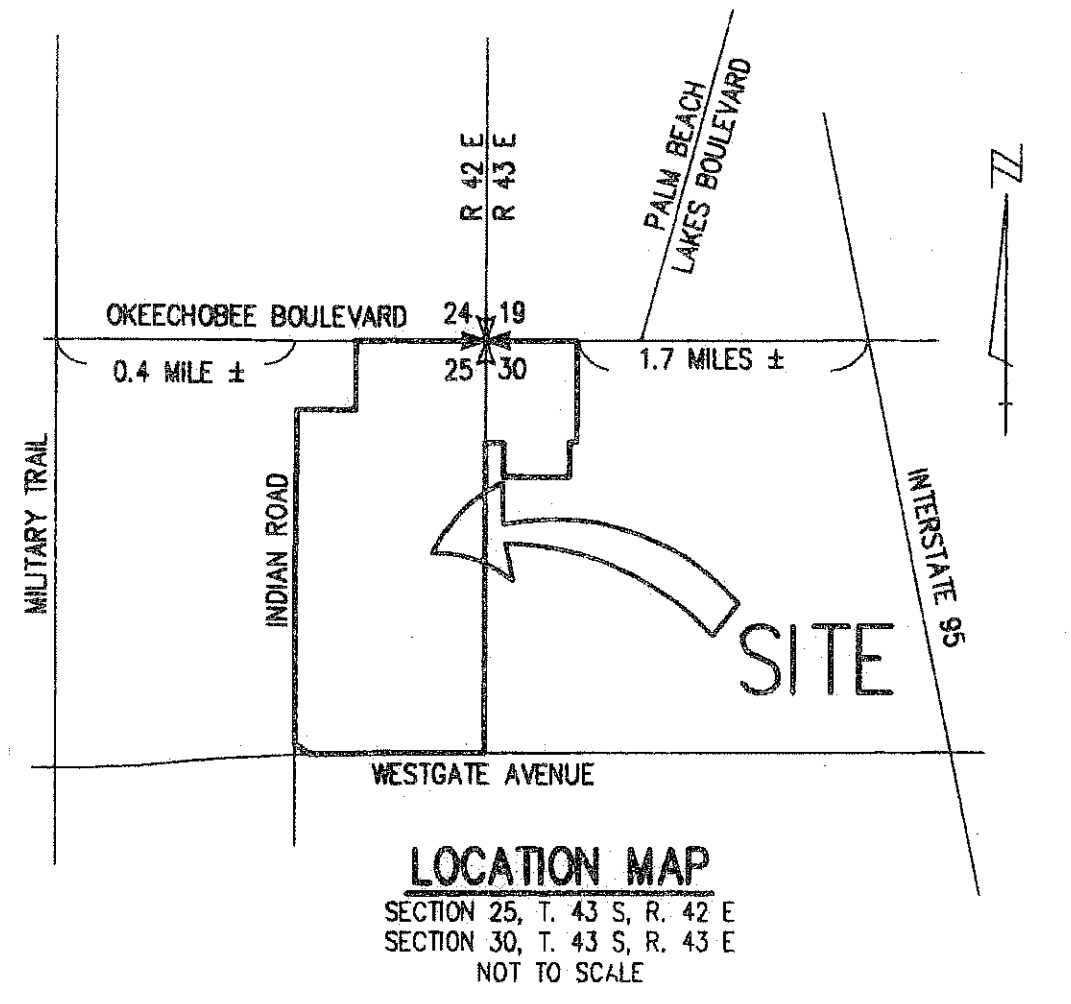 PALM BEACH
LAKES BOULEVARD
R 42 E
R 43 E
N
OKEECHOBEE BOULEVARD
24 19
25 30
0.4 MILE ±
1.7 MILES ±
MILITARY TRAIL
INDIAN ROAD
INTERSTATE 95
SITE
WESTGATE AVENUE
LOCATION MAP
SECTION 25, T. 43 S, R. 42 E
SECTION 30, T. 43 S, R. 43 E
NOT TO SCALE